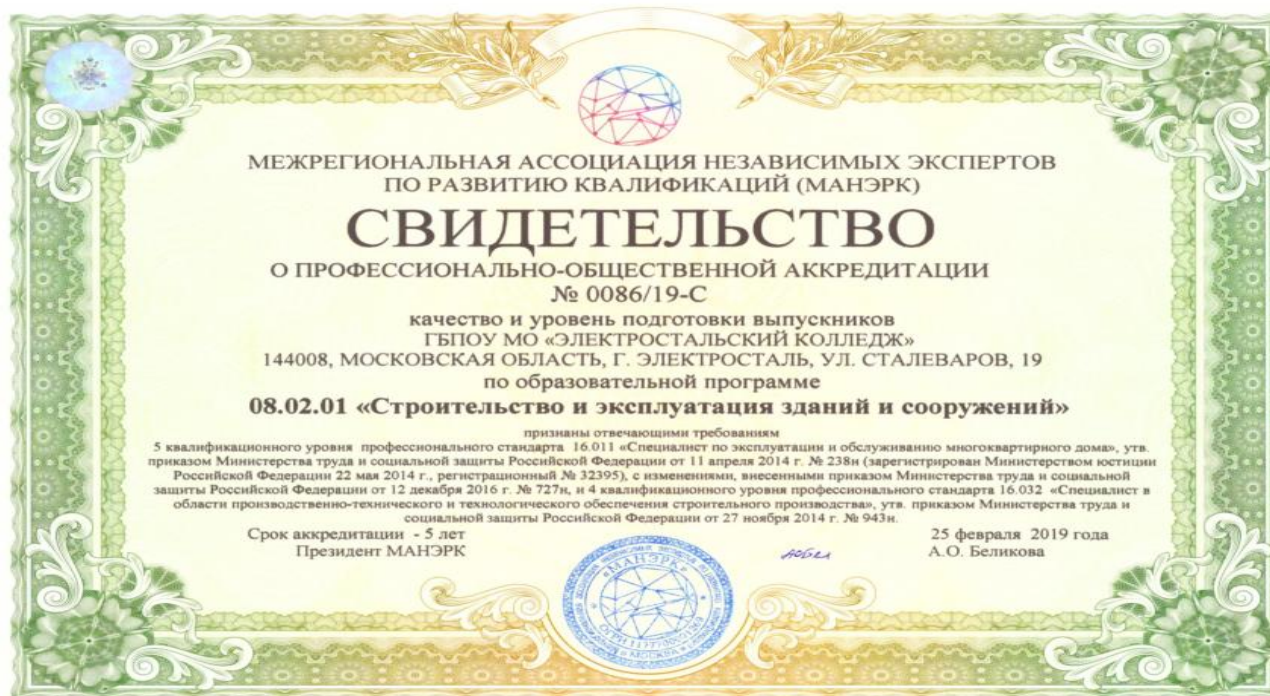 МЕЖРЕГИОНАЛЬНАЯ АССОЦИАЦИЯ НЕЗАВИСИМЫХ ЭКСПЕРТОВ
ПО РАЗВИТИЮ КВАЛИФИКАЦИЙ (МАНЭРК)
СВИДЕТЕЛЬСТВО
О ПРОФЕССИОНАЛЬНО-ОБЩЕСТВЕННОЙ АККРЕДИТАЦИИ
№ 0086/19-С
качество и уровень подготовки выпускников
ГБПОУ МО «ЭЛЕКТРОСТАЛЬСКИЙ КОЛЛЕДЖ»
144008, МОСКОВСКАЯ ОБЛАСТЬ, Г. ЭЛЕКТРОСТАЛЬ, УЛ. СТАЛЕВАРОВ, 19
по образовательной программе
08.02.01 «Строительство и эксплуатация зданий и сооружений»
признаны отвечающими требованиям
5 квалификационного уровня профессионального стандарта 16.011 «Специалист по эксплуатации и обслуживанию многоквартирного дома», утв.
приказом Министерства труда и социальной защиты Российской Федерации от 11 апреля 2014 г. № 238н (зарегистрирован Министерством юстиции
Российской Федерации 22 мая 2014 г., регистрационный № 32395), с изменениями, внесенными приказом Министерства труда и социальной
защиты Российской Федерации от 12 декабря 2016 г. № 727н, и 4 квалификационного уровня профессионального стандарта 16.032 «Специалист в
области производственно-технического и технологического обеспечения строительного производства», утв. приказом Министерства труда и
социальной защиты Российской Федерации от 27 ноября 2014 г. № 943н.
Срок аккредитации - 5 лет
25 февраля 2019 года
Президент МАНЭРК
А.О. Беликова
«МАНЭРК»
МОСКВА